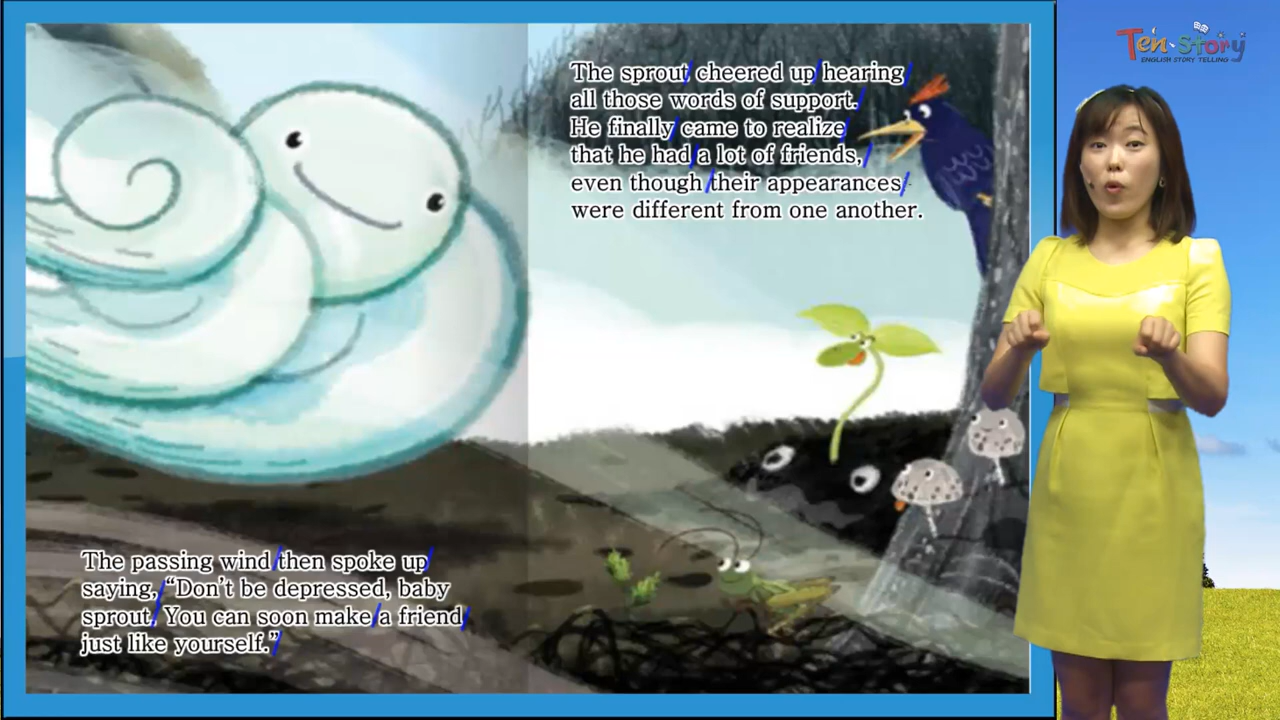 The passing wind then spoke up
saying, “Don't be depressed, baby
sprout. You can soon make a friend
just like yourself.”
The sprout cheered up hearing
all those words of support.
He finally came to realize
that he had a lot of friends,
even though their appearances
were different from one another.
Ten Story
ENGLISH STORY TELLING